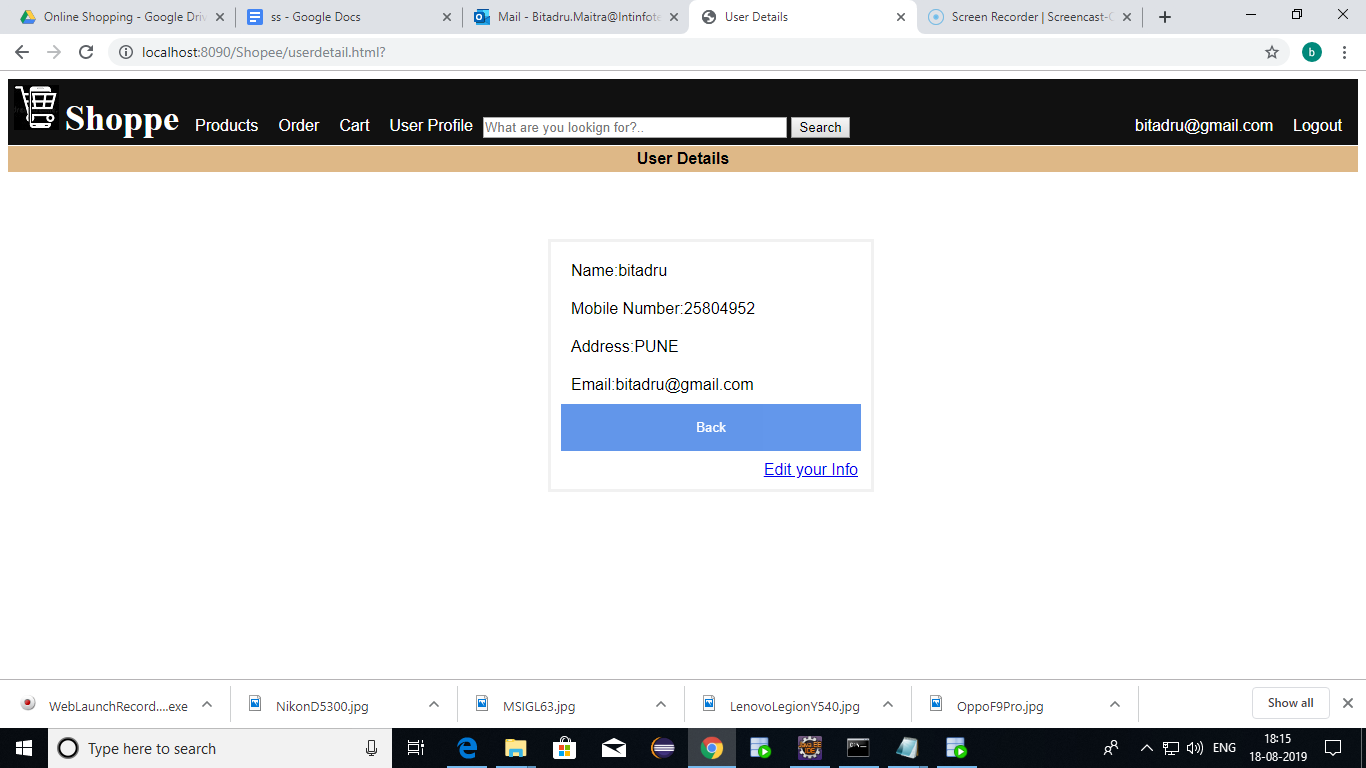 Online Shopping - Google Driv
ss - Google Docs
Mail - Bitadru.Maitra@Intinfote
User Details
Screen Recorder | Screencast-O
localhost:8090/Shopee/userdetail.html?
b
Shoppe
Products
Order
Cart
User Profile
What are you lookign for?..
Search
bitadru@gmail.com
Logout
User Details
Name:bitadru
Mobile Number:25804952
Address:PUNE
Email:bitadru@gmail.com
Back
Edit your Info
WebLaunchRecord....exe
NikonD5300.jpg
MSIGL63.jpg
LenovoLegionY540.jpg
OppoF9Pro.jpg
Show all
Type here to search
ENG
18:15
18-08-2019